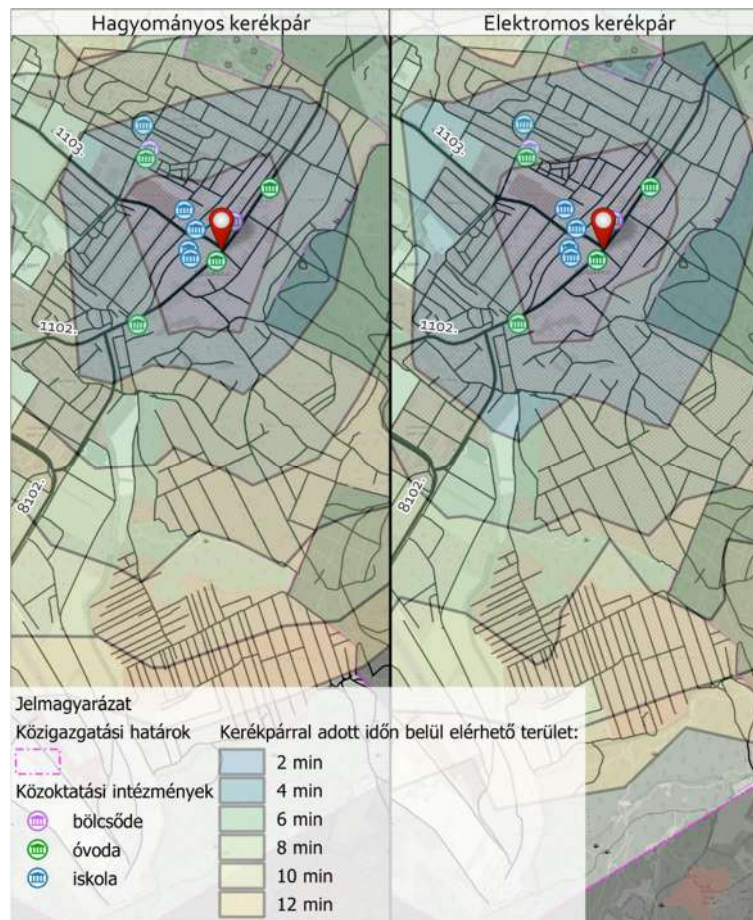 Hagyományos kerékpár
Elektromos kerékpár
1103.
1103.
1102.
1102.
8102.
8102.
Jelmagyarázat
Közigazgatási határok
Közoktatási intézmények
bölcsőde
óvoda
iskola
Kerékpárral adott időn belül elérhető terület:
2 min
4 min
6 min
8 min
10 min
12 min